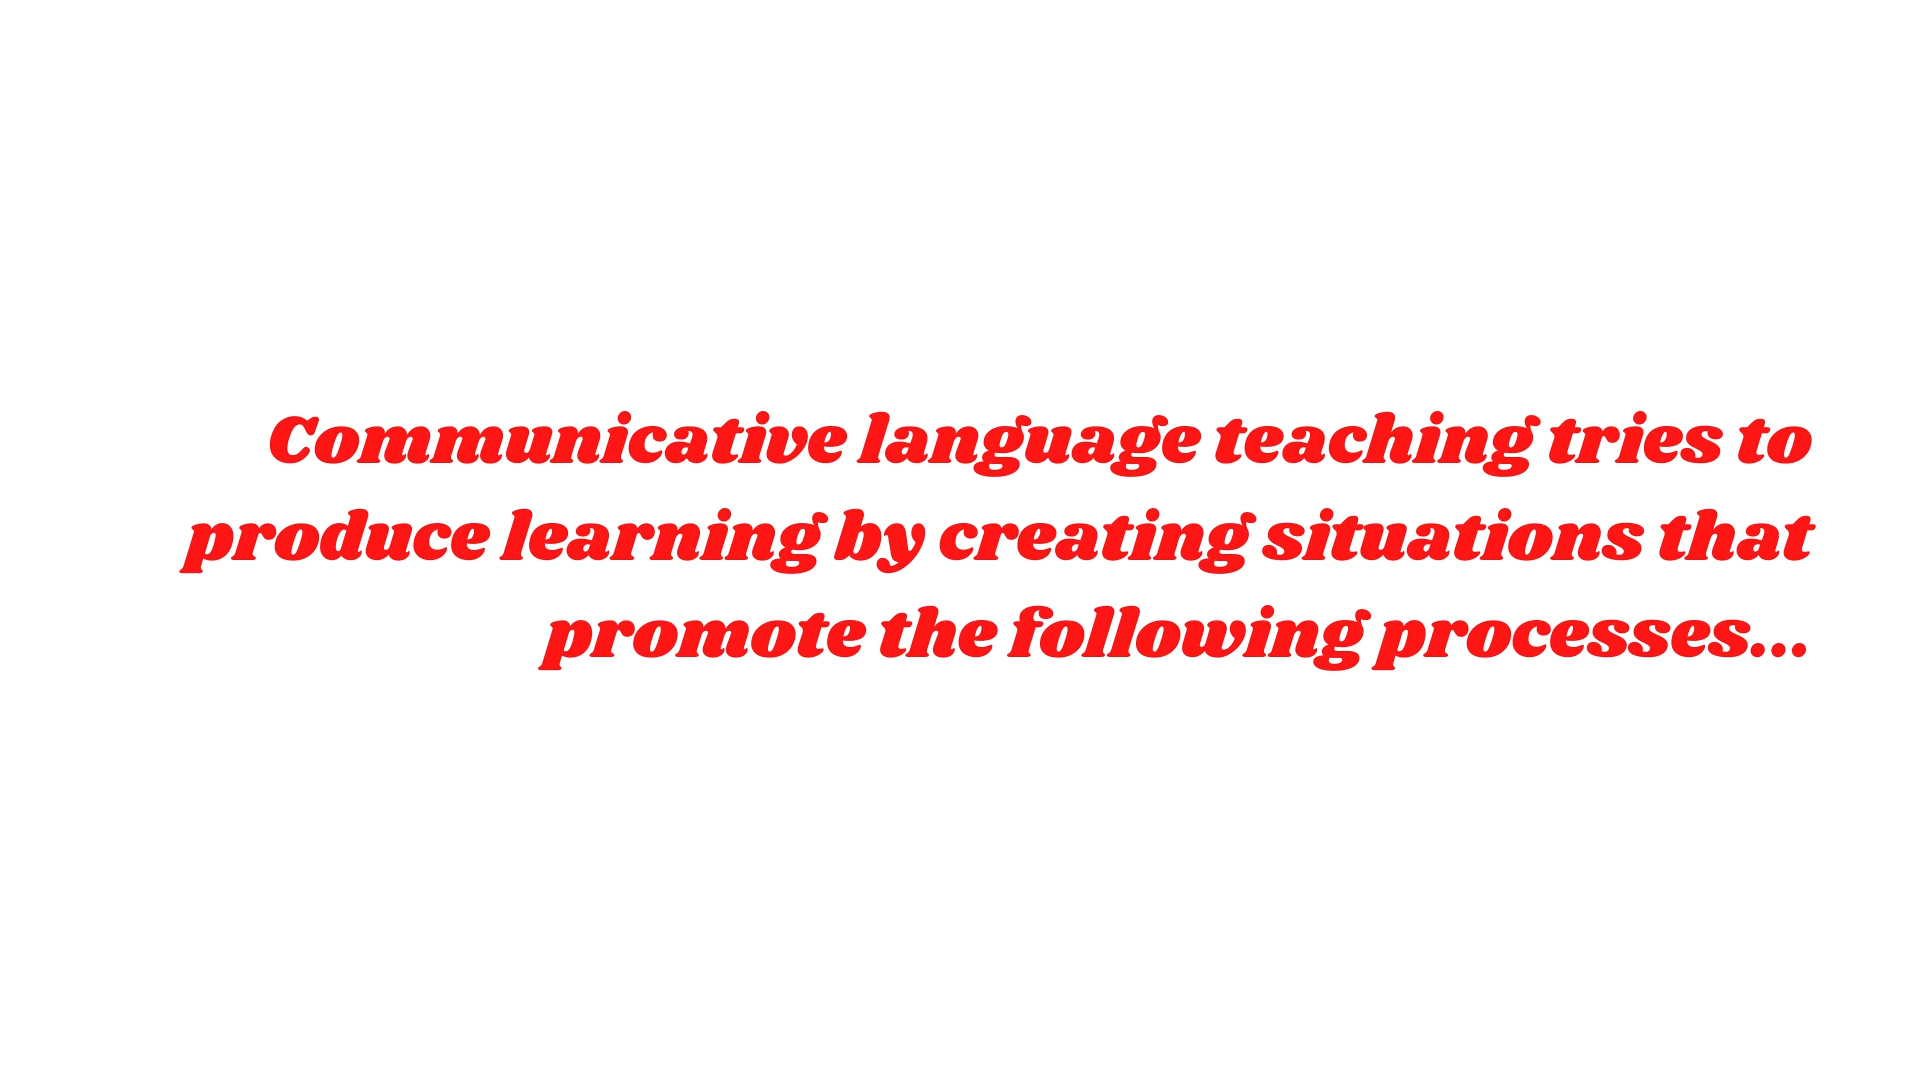 Communicative language teaching tries to
produce learning by creating situations that
promote the following processes...